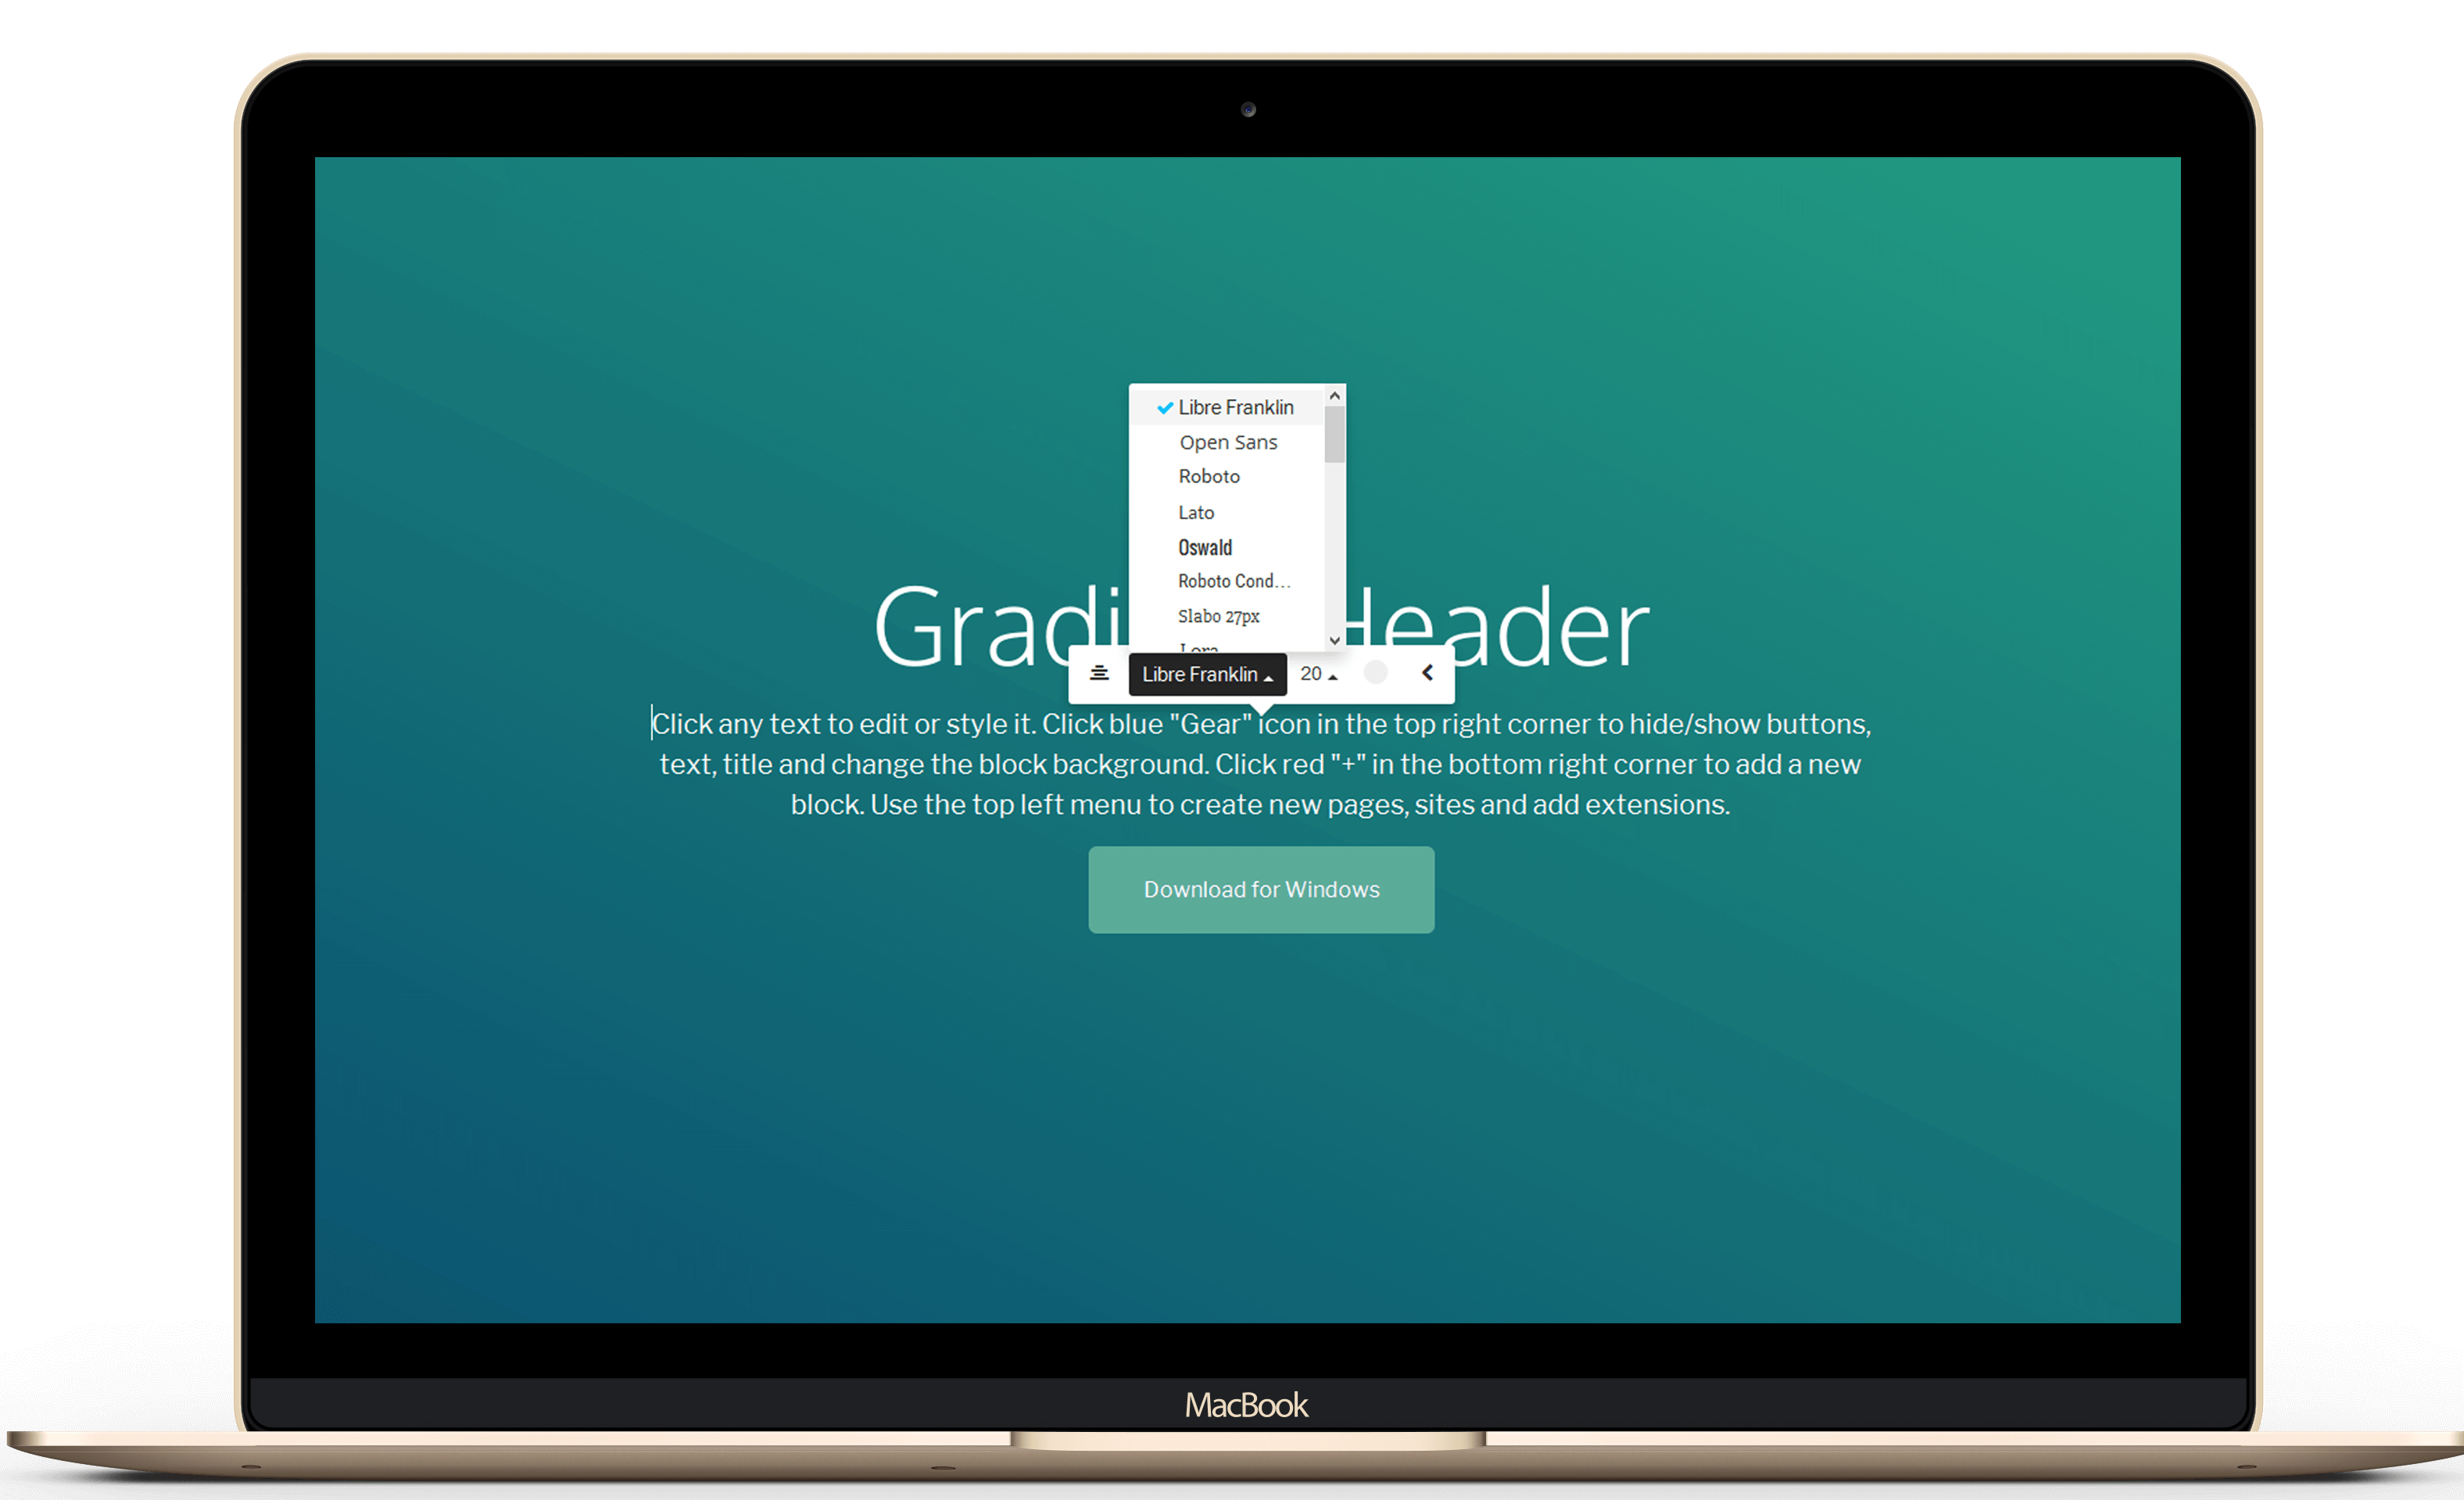 Libre Franklin
Open Sans
Roboto
Lato
Oswald
Roboto Cond...
Slabo 27px
Lora
Header
Libre Franklin
20
Click any text to edit or style it. Click blue "Gear" icon in the top right corner to hide/show buttons,
text, title and change the block background. Click red "+" in the bottom right corner to add a new
block. Use the top left menu to create new pages, sites and add extensions.
Download for Windows
MacBook